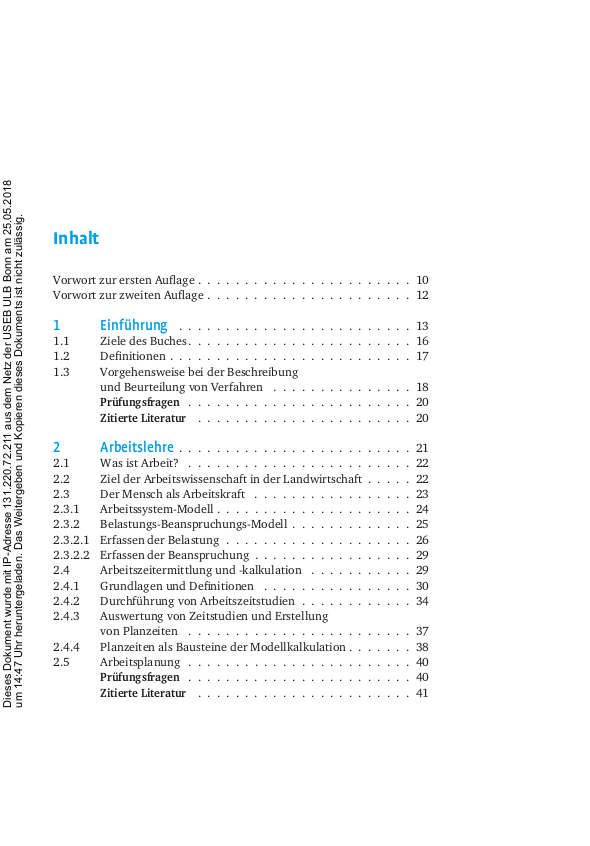 Dieses Dokument wurde mit IP-Adresse 131.220.72.211 aus dem Netz der USEB ULB Bonn am 25.05.2018
um 14:47 Uhr heruntergeladen. Das Weitergeben und Kopieren dieses Dokuments ist nicht zulässig.
Inhalt
Vorwort zur ersten Auflage . . . . . . . . . . . . . . . . . . . . . . . 10
Vorwort zur zweiten Auflage . . . . . . . . . . . . . . . . . . . . . . 12
1 Einführung . . . . . . . . . . . . . . . . . . . . . . . . . 13
1.1 Ziele des Buches . . . . . . . . . . . . . . . . . . . . . . . . 16
1.2 Definitionen . . . . . . . . . . . . . . . . . . . . . . . . . . 17
1.3 Vorgehensweise bei der Beschreibung
und Beurteilung von Verfahren . . . . . . . . . . . . . . . 18
Prüfungsfragen . . . . . . . . . . . . . . . . . . . . . . . . 20
Zitierte Literatur . . . . . . . . . . . . . . . . . . . . . . . 20
2 Arbeitslehre . . . . . . . . . . . . . . . . . . . . . . . . . 21
2.1 Was ist Arbeit? . . . . . . . . . . . . . . . . . . . . . . . . 22
2.2 Ziel der Arbeitswissenschaft in der Landwirtschaft . . . . . 22
2.3 Der Mensch als Arbeitskraft . . . . . . . . . . . . . . . . . 23
2.3.1 Arbeitssystem-Modell . . . . . . . . . . . . . . . . . . . . . 24
2.3.2 Belastungs-Beanspruchungs-Modell . . . . . . . . . . . . . 25
2.3.2.1 Erfassen der Belastung . . . . . . . . . . . . . . . . . . . . 26
2.3.2.2 Erfassen der Beanspruchung . . . . . . . . . . . . . . . . . 29
2.4 Arbeitszeitermittlung und -kalkulation . . . . . . . . . . . 29
2.4.1 Grundlagen und Definitionen . . . . . . . . . . . . . . . . 30
2.4.2 Durchführung von Arbeitszeitstudien . . . . . . . . . . . . 34
2.4.3 Auswertung von Zeitstudien und Erstellung
von Planzeiten . . . . . . . . . . . . . . . . . . . . . . . . 37
2.4.4 Planzeiten als Bausteine der Modellkalkulation . . . . . . . 38
2.5 Arbeitsplanung . . . . . . . . . . . . . . . . . . . . . . . . 40
Prüfungsfragen . . . . . . . . . . . . . . . . . . . . . . . . 40
Zitierte Literatur . . . . . . . . . . . . . . . . . . . . . . . 41